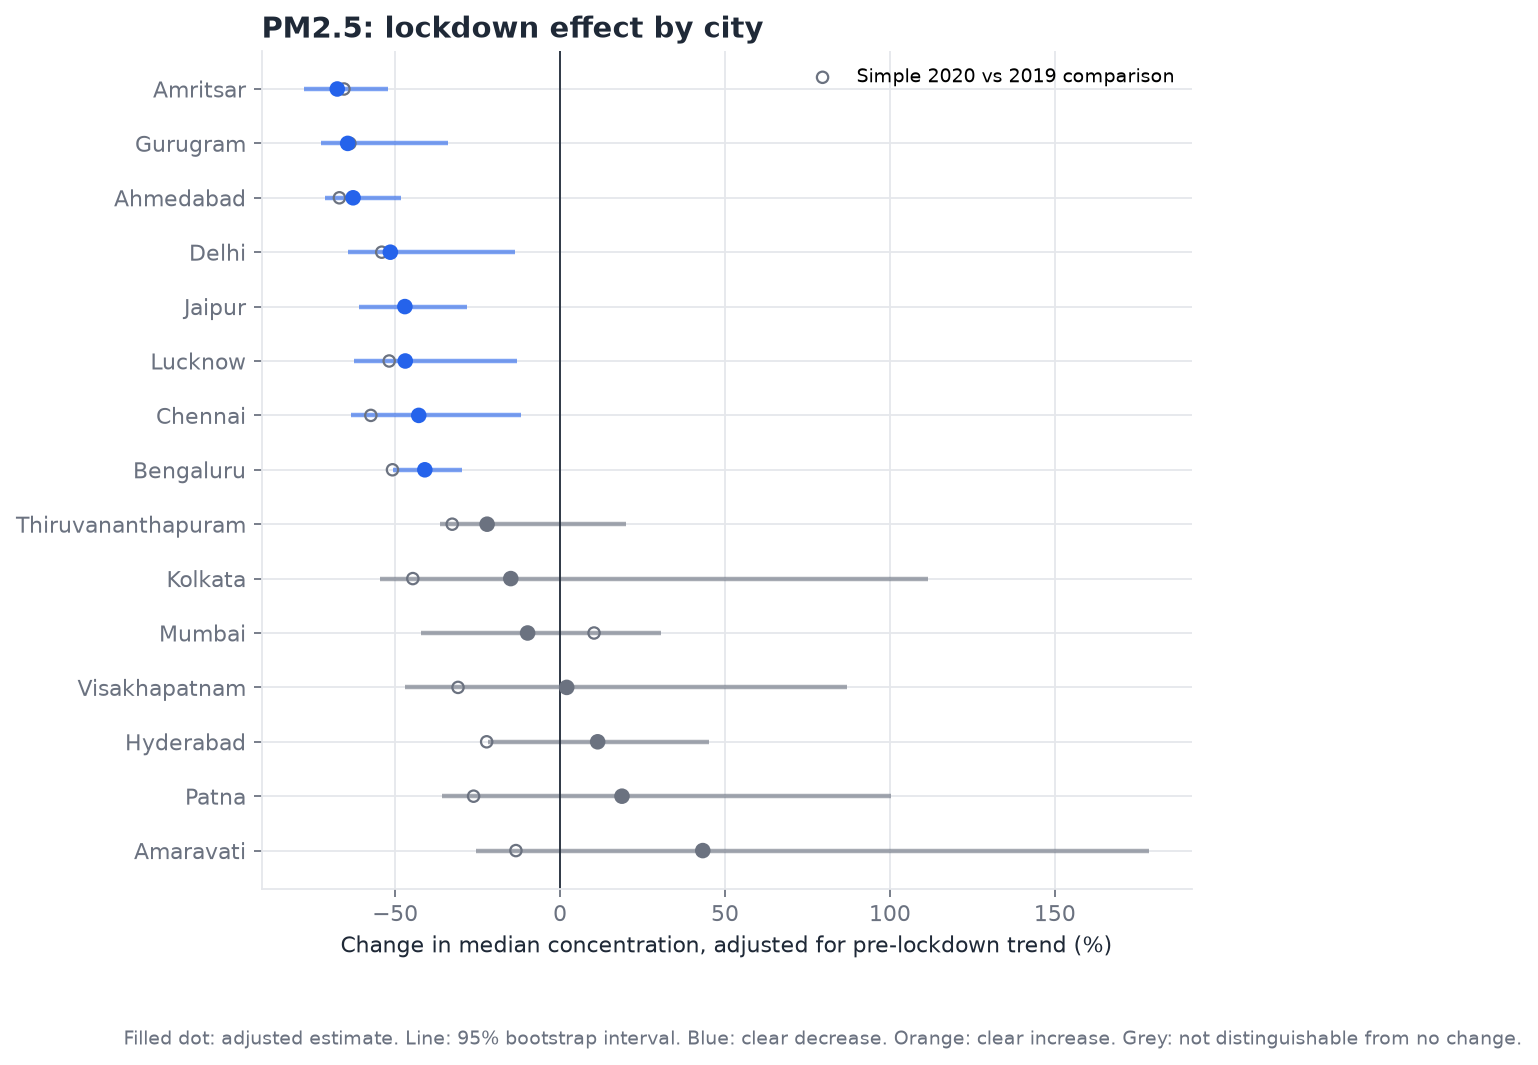 PM2.5: lockdown effect by city
Simple 2020 vs 2019 comparison
Amritsar
Gurugram
Ahmedabad
Delhi
Jaipur
Lucknow
Chennai
Bengaluru
Thiruvananthapuram
Kolkata
Mumbai
Visakhapatnam
Hyderabad
Patna
Amaravati
−50 0 50 100 150
Change in median concentration, adjusted for pre-lockdown trend (%)
Filled dot: adjusted estimate. Line: 95% bootstrap interval. Blue: clear decrease. Orange: clear increase. Grey: not distinguishable from no change.